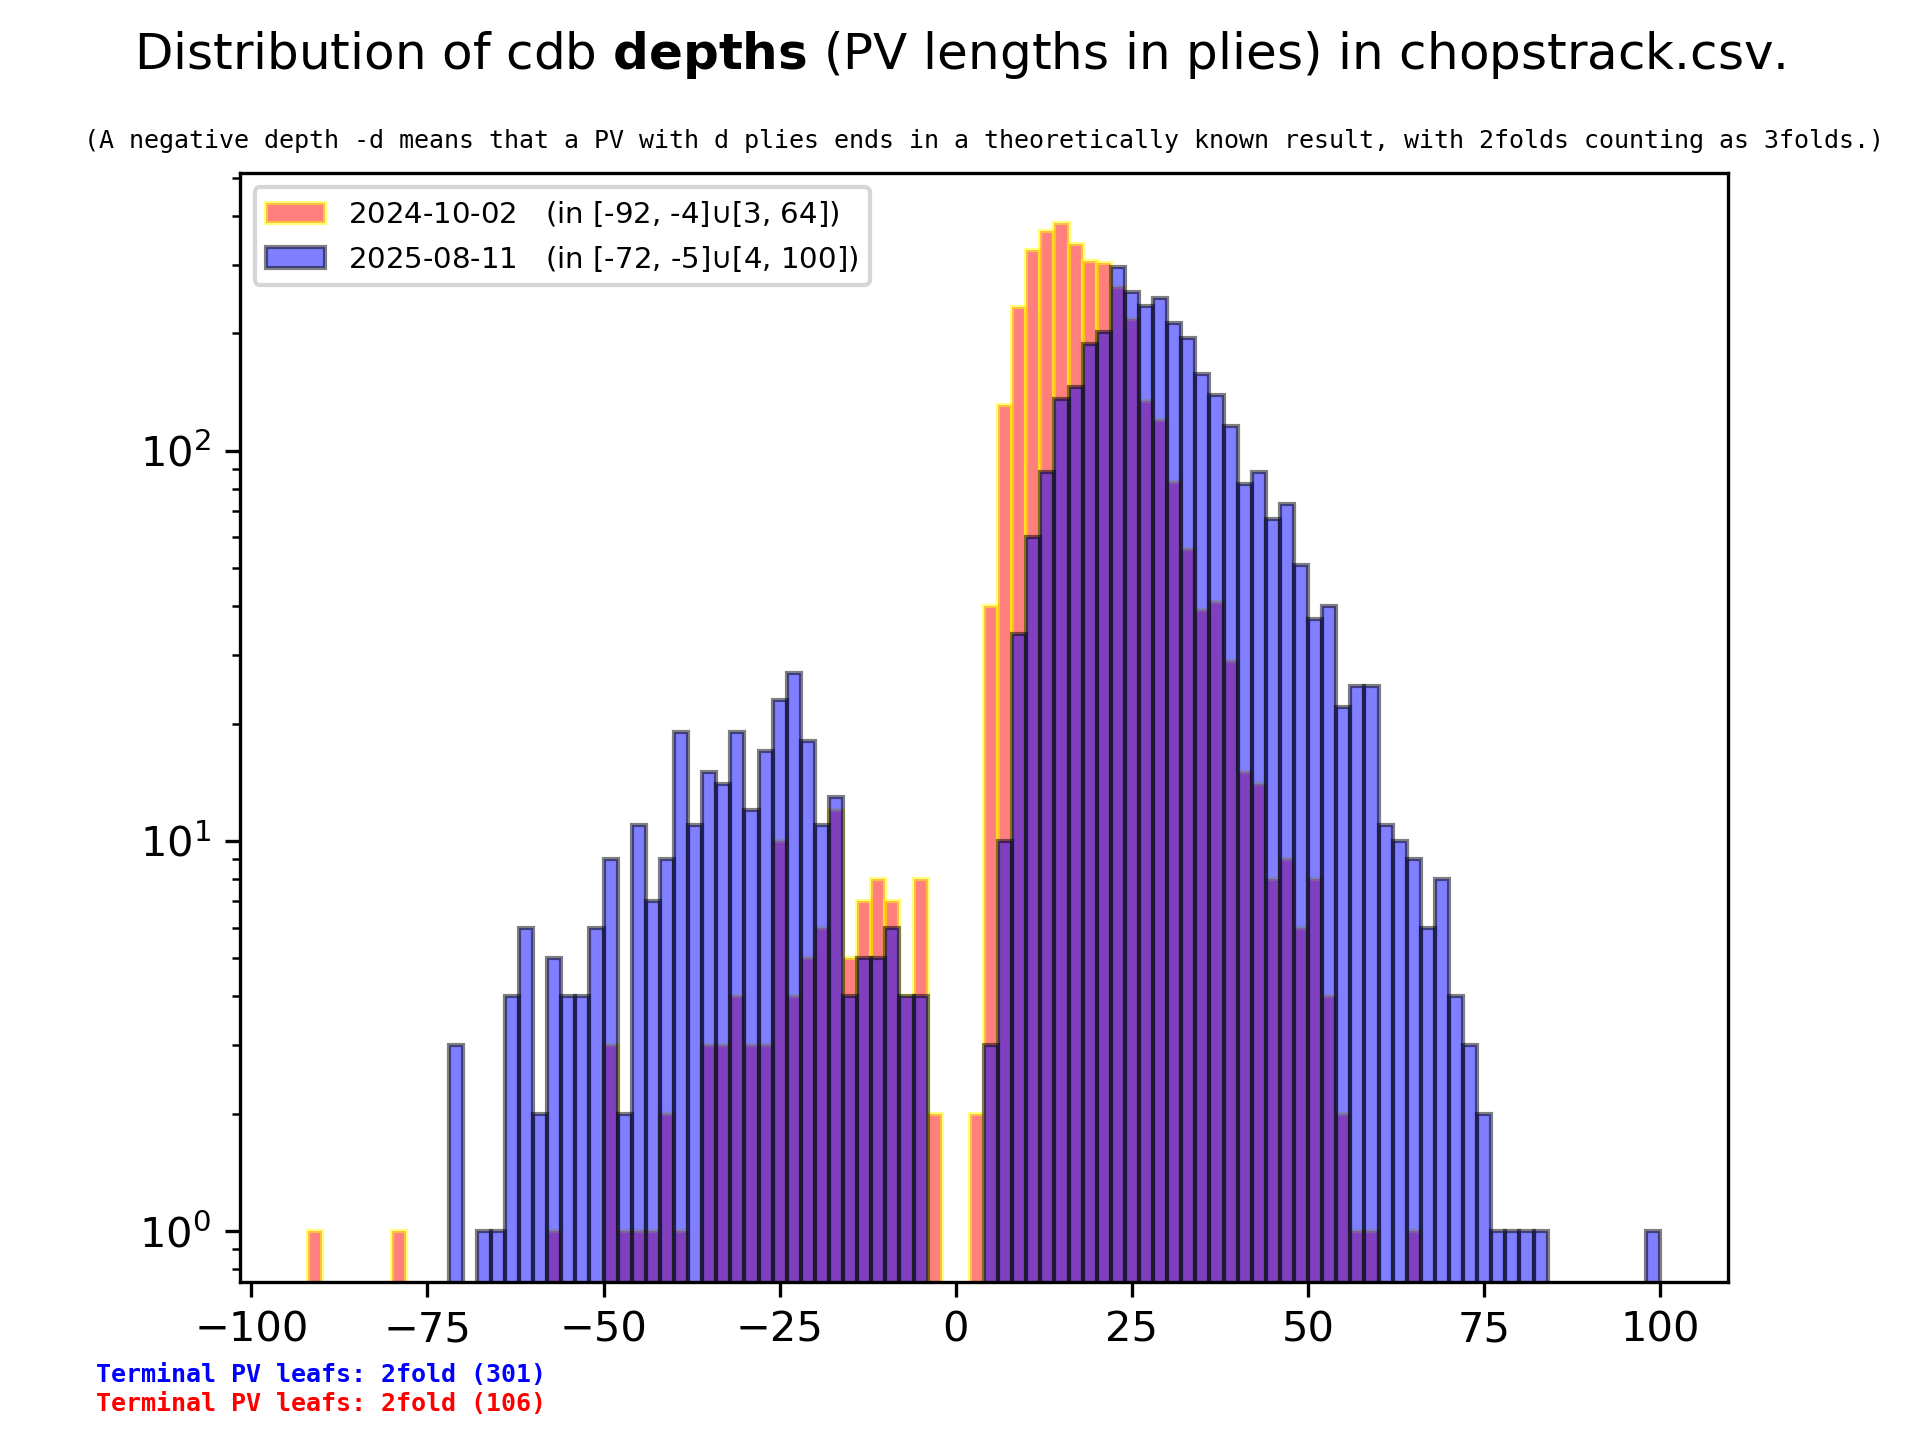 Distribution of cdb depths (PV lengths in plies) in chopstrack.csv.
(A negative depth -d means that a PV with d plies ends in a theoretically known result, with 2folds counting as 3folds.)
2024-10-02 (in [-92, -4]∪[3, 64])
2025-08-11 (in [-72, -5]∪[4, 100])
10²
10¹
10⁰
−100 −75 −50 −25 0 25 50 75 100
Terminal PV leafs: 2fold (301)
Terminal PV leafs: 2fold (106)